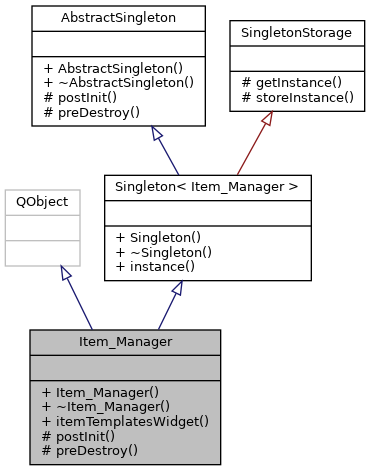 AbstractSingleton
+ AbstractSingleton()
+ ~AbstractSingleton()
# postInit()
# preDestroy()
SingletonStorage
# getInstance()
# storeInstance()
QObject
Singleton< Item_Manager >
+ Singleton()
+ ~Singleton()
+ instance()
Item_Manager
+ Item_Manager()
+ ~Item_Manager()
+ itemTemplatesWidget()
# postInit()
# preDestroy()